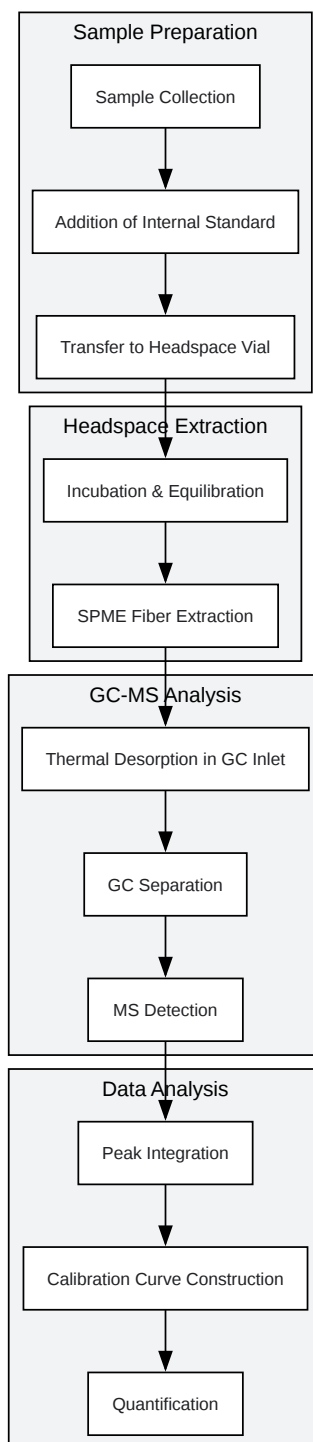 Sample Preparation
Sample Collection
Addition of Internal Standard
Transfer to Headspace Vial
Headspace Extraction
Incubation & Equilibration
SPME Fiber Extraction
GC-MS Analysis
Thermal Desorption in GC Inlet
GC Separation
MS Detection
Data Analysis
Peak Integration
Calibration Curve Construction
Quantification